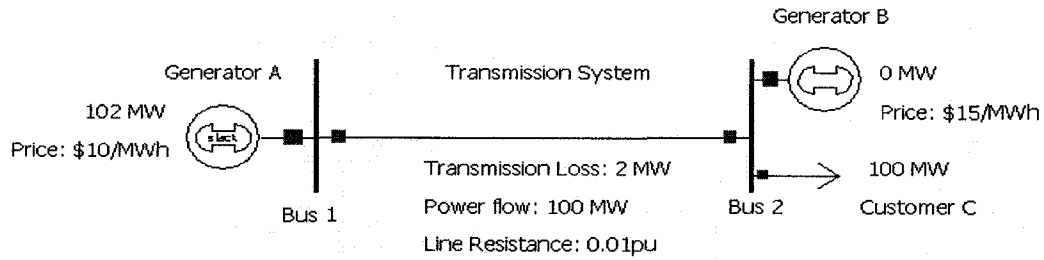 Generator B
Generator A
Transmission System
0 MW
102 MW
slack
Price: $15/MWh
Price: $10/MWh
Transmission Loss: 2 MW
100 MW
Bus 1
Power flow: 100 MW
Bus 2
Customer C
Line Resistance: 0.01pu